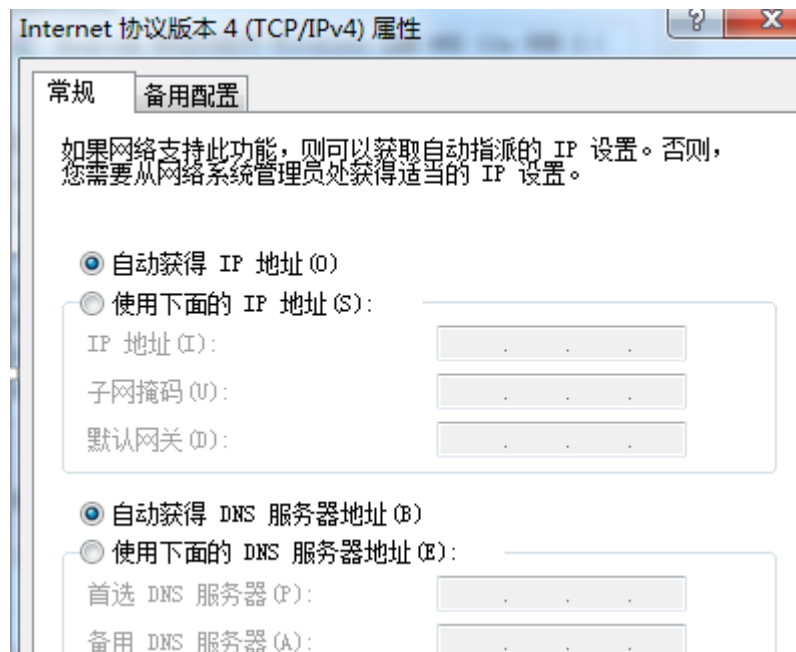 Internet 协议版本 4 (TCP/IPv4) 属性
常规
备用配置
如果网络支持此功能，则可以获取自动指派的 IP 设置。否则，
您需要从网络系统管理员处获得适当的 IP 设置。
自动获得 IP 地址(O)
使用下面的 IP 地址(S):
IP 地址(I):
子网掩码(U):
默认网关(D):
自动获得 DNS 服务器地址(B)
使用下面的 DNS 服务器地址(E):
首选 DNS 服务器(P):
备用 DNS 服务器(A):